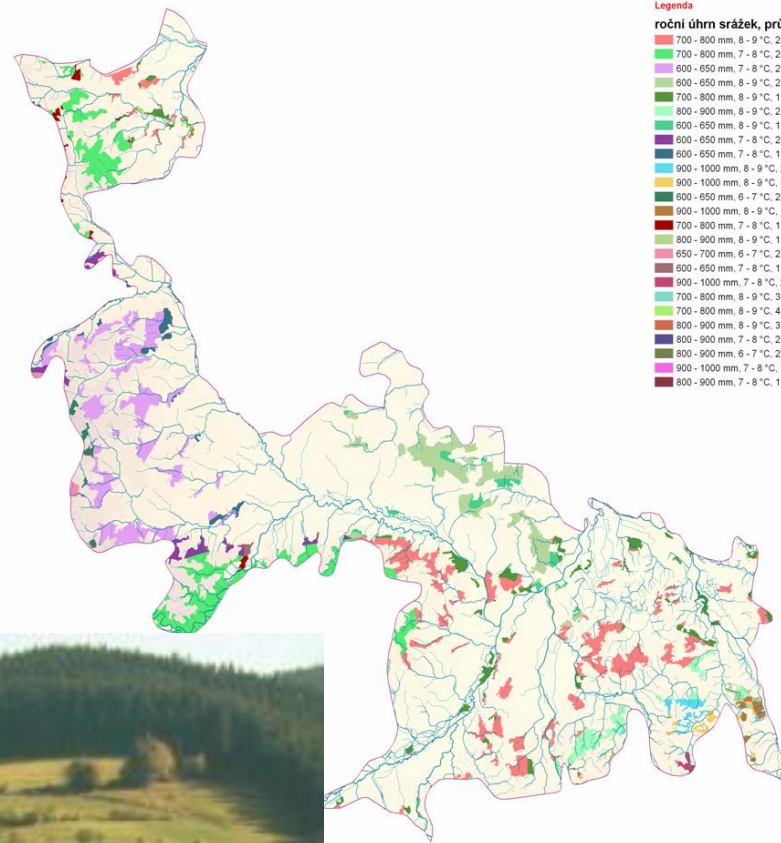 Legenda
roční úhrn srážek, prů
700 - 800 mm, 8 - 9 °C, 2
700 - 800 mm, 7 - 8 °C, 2
600 - 650 mm, 7 - 8 °C, 2
600 - 650 mm, 8 - 9 °C, 2
700 - 800 mm, 8 - 9 °C, 1
800 - 900 mm, 8 - 9 °C, 2
600 - 650 mm, 8 - 9 °C, 1
600 - 650 mm, 7 - 8 °C, 2
600 - 650 mm, 7 - 8 °C, 1
900 - 1000 mm, 8 - 9 °C,
900 - 1000 mm, 8 - 9 °C,
600 - 650 mm, 6 - 7 °C, 2
900 - 1000 mm, 8 - 9 °C,
700 - 800 mm, 7 - 8 °C, 1
800 - 900 mm, 8 - 9 °C, 1
650 - 700 mm, 6 - 7 °C, 2
600 - 650 mm, 7 - 8 °C, 1
900 - 1000 mm, 7 - 8 °C,
700 - 800 mm, 8 - 9 °C, 3
700 - 800 mm, 8 - 9 °C, 4
800 - 900 mm, 8 - 9 °C, 3
800 - 900 mm, 7 - 8 °C, 2
800 - 900 mm, 6 - 7 °C, 2
900 - 1000 mm, 7 - 8 °C,
800 - 900 mm, 7 - 8 °C, 1